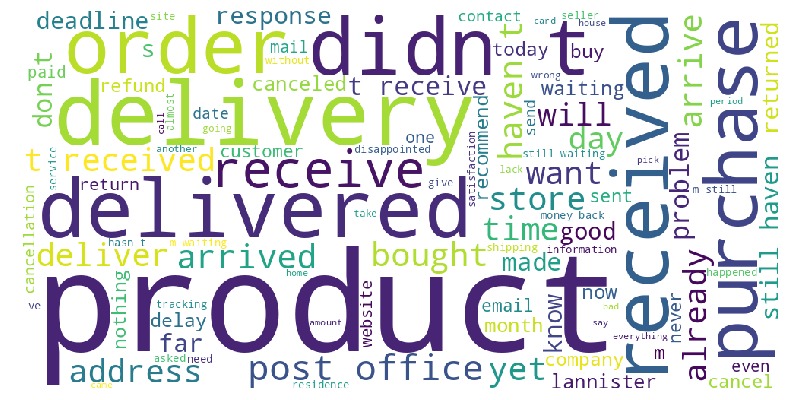 deadline
site
response
contact
card
seller
house
order
didn
t
received
purchase
paid
don t
s
mail
without
today
buy
arrive
returned
refund
canceled
t receive
haven t
waiting
period
delivery
call
almost
date
going
one
recommend
send
wrong
will
day
another
customer
disappointed
still waiting
pick
t received
receive
satisfaction
lack
want
problem
m still
service
return
give
store
sent
still haven
cancellation
delivered
take
money back
time
good
deliver
hasn t
m waiting
arrived
bought
shipping
information
made
happened
home
product
ve
nothing
tracking
delay
amount
website
email
month
know
now
bad
say
never
already
far
everything
asked
need
company
m
even
address
came
post office
yet
residence
lannister
cancel